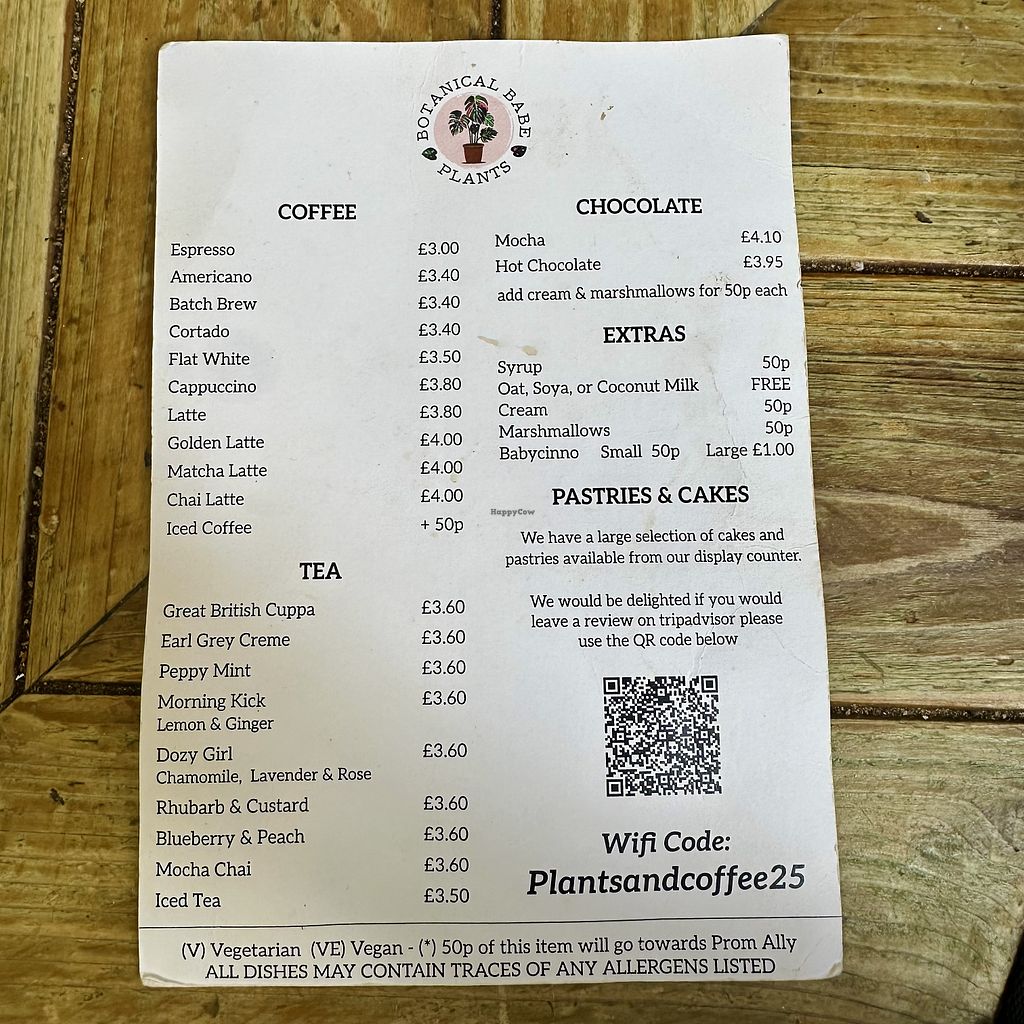 BOTANICAL BABE
PLANTS
COFFEE
Espresso £3.00
Americano £3.40
Batch Brew £3.40
Cortado £3.40
Flat White £3.50
Cappuccino £3.80
Latte £3.80
Golden Latte £4.00
Matcha Latte £4.00
Chai Latte £4.00
Iced Coffee + 50p
TEA
Great British Cuppa £3.60
Earl Grey Creme £3.60
Peppy Mint £3.60
Morning Kick £3.60
Lemon & Ginger
Dozy Girl £3.60
Chamomile, Lavender & Rose
Rhubarb & Custard £3.60
Blueberry & Peach £3.60
Mocha Chai £3.60
Iced Tea £3.50
CHOCOLATE
Mocha £4.10
Hot Chocolate £3.95
add cream & marshmallows for 50p each
EXTRAS
Syrup 50p
Oat, Soya, or Coconut Milk FREE
Cream 50p
Marshmallows 50p
Babycinno Small 50p Large £1.00
HappyCow
PASTRIES & CAKES
We have a large selection of cakes and
pastries available from our display counter.
We would be delighted if you would
leave a review on tripadvisor please
use the QR code below
Wifi Code:
Plantsandcoffee25
(V) Vegetarian (VE) Vegan - (*) 50p of this item will go towards Prom Ally
ALL DISHES MAY CONTAIN TRACES OF ANY ALLERGENS LISTED